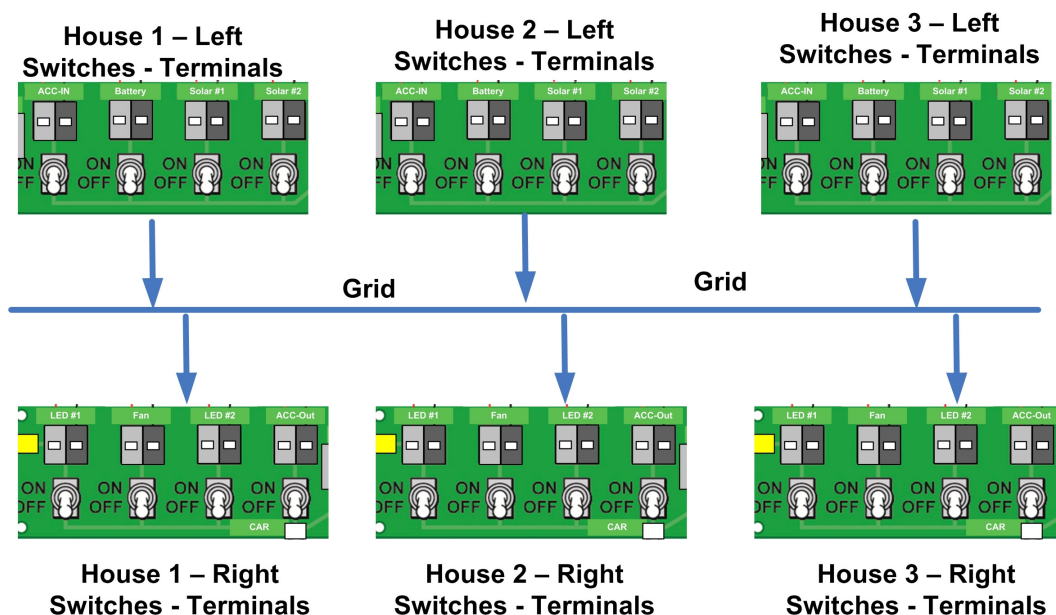 House 1 – Left
Switches - Terminals
House 2 – Left
Switches - Terminals
House 3 – Left
Switches - Terminals
ACC-IN Battery Solar #1 Solar #2
ON ON ON ON
OFF OFF OFF OFF
ACC-IN Battery Solar #1 Solar #2
ON ON ON ON
OFF OFF OFF OFF
ACC-IN Battery Solar #1 Solar #2
ON ON ON ON
OFF OFF OFF OFF
Grid
Grid
LED #1 Fan LED #2 ACC-Out
ON ON ON ON
OFF OFF OFF OFF
CAR
LED #1 Fan LED #2 ACC-Out
ON ON ON ON
OFF OFF OFF OFF
CAR
LED #1 Fan LED #2 ACC-Out
ON ON ON ON
OFF OFF OFF OFF
CAR
House 1 – Right
Switches - Terminals
House 2 – Right
Switches - Terminals
House 3 – Right
Switches - Terminals